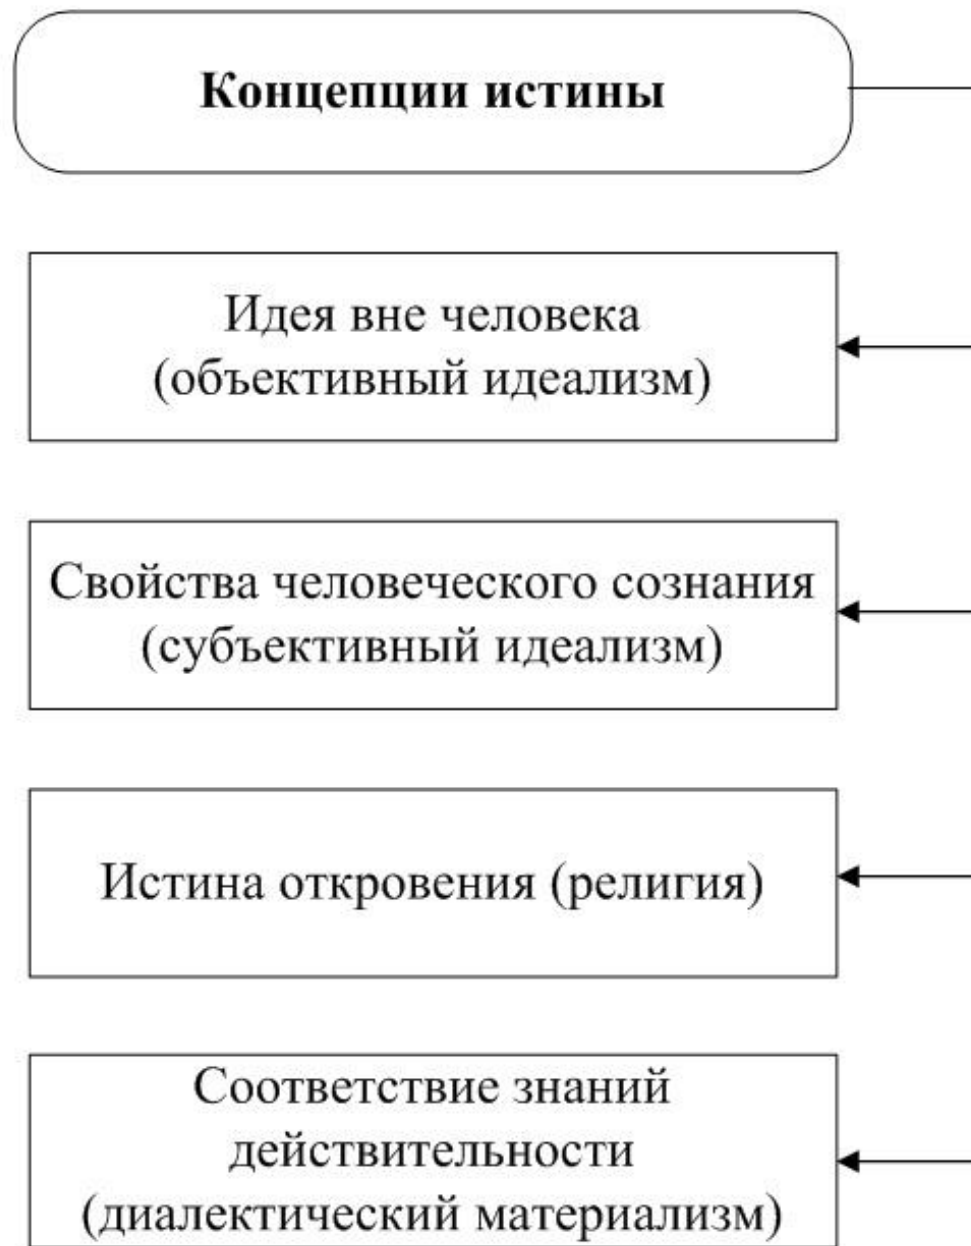 Концепции истины
Идея вне человека
(объективный идеализм)
Свойства человеческого сознания
(субъективный идеализм)
Истина откровения (религия)
Соответствие знаний
действительности
(диалектический материализм)